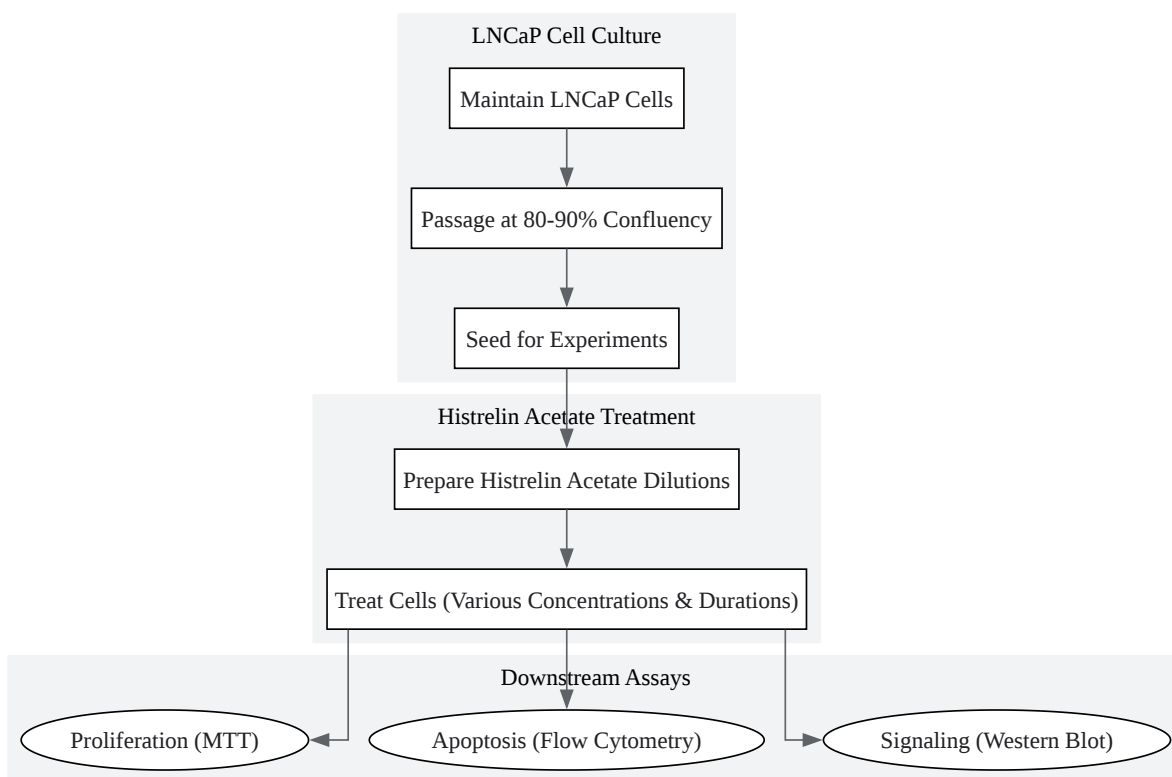 LNCaP Cell Culture
Maintain LNCaP Cells
Passage at 80-90% Confluency
Seed for Experiments
Histrelin Acetate Treatment
Prepare Histrelin Acetate Dilutions
Treat Cells (Various Concentrations & Durations)
Downstream Assays
Proliferation (MTT)
Apoptosis (Flow Cytometry)
Signaling (Western Blot)